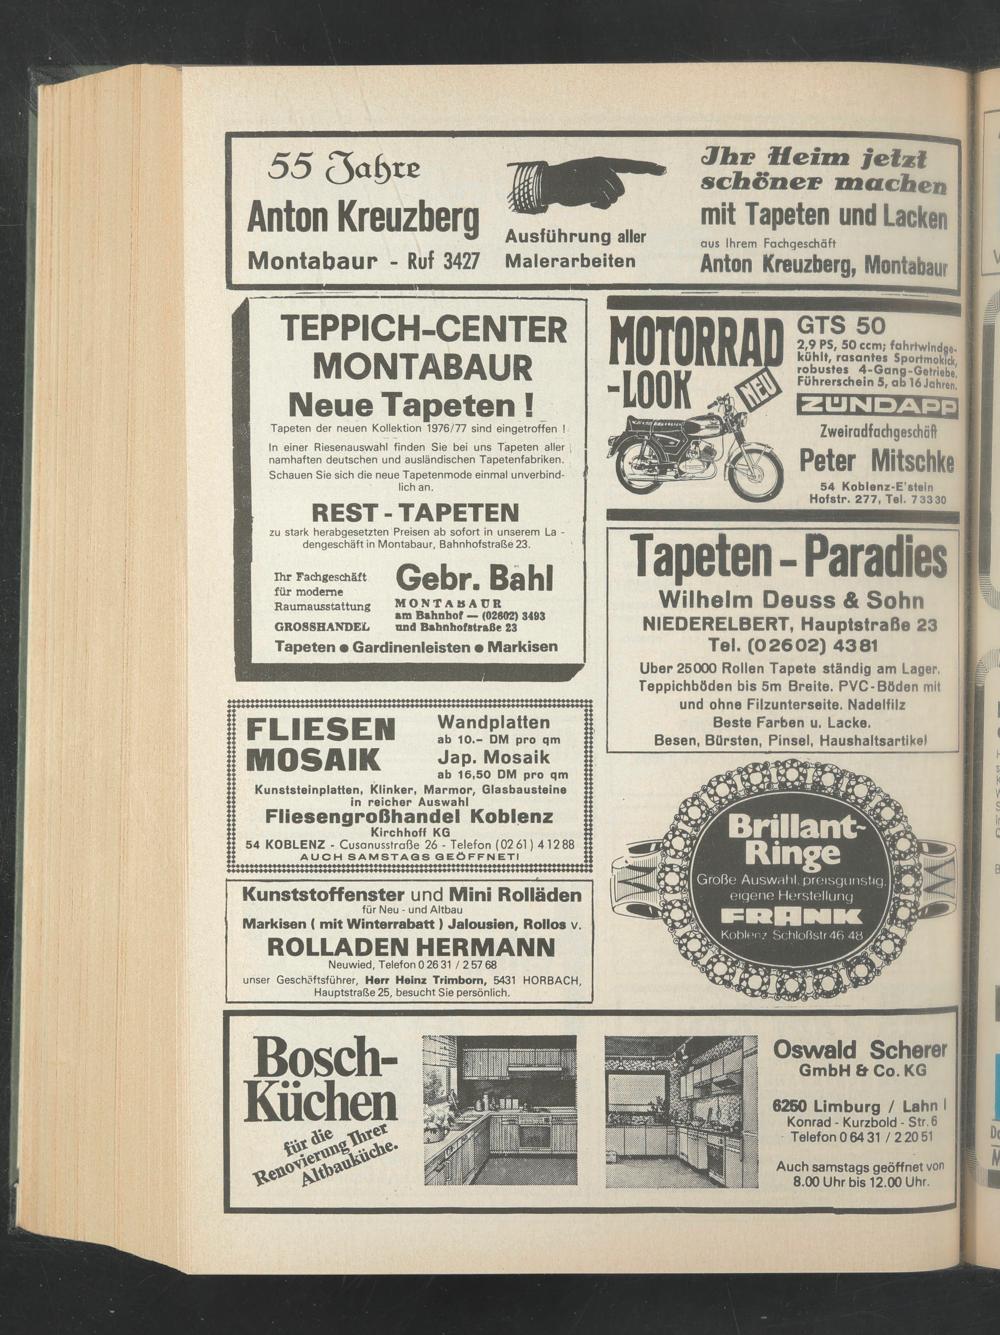 55 Jahre
Anton Kreuzberg
Montabaur - Ruf 3427
Ausführung aller
Malerarbeiten
Ihr Heim jetzt
schöner machen
mit Tapeten und Lacken
aus Ihrem Fachgeschäft
Anton Kreuzberg, Montabaur
TEPPICH-CENTER
MONTABAUR
Neue Tapeten !
Tapeten der neuen Kollektion 1976/77 sind eingetroffen !
In einer Riesenauswahl finden Sie bei uns Tapeten aller
namhaften deutschen und ausländischen Tapetenfabriken.
Schauen Sie sich die neue Tapetenmode einmal unverbind-
lich an.
REST - TAPETEN
zu stark herabgesetzten Preisen ab sofort in unserem La -
dengeschäft in Montabaur, Bahnhofstraße 23.
Ihr Fachgeschäft
für moderne
Raumausstattung
GROSSHANDEL
Gebr. Bahl
MONTABAUR
am Bahnhof — (02602) 3493
und Bahnhofstraße 23
Tapeten ● Gardinenleisten ● Markisen
MOTORRAD
-LOOK
NEU
GTS 50
2,9 PS, 50 ccm; fahrtwindge-
kühlt, rasantes Sportmokick,
robustes 4-Gang-Getriebe.
Führerschein 5, ab 16 Jahren.
ZÜNDAPP
Zweiradfachgeschäft
Peter Mitschke
54 Koblenz-E'stein
Hofstr. 277, Tel. 73330
Tapeten - Paradies
Wilhelm Deuss & Sohn
NIEDERELBERT, Hauptstraße 23
Tel. (02602) 4381
Uber 25000 Rollen Tapete ständig am Lager.
Teppichböden bis 5m Breite. PVC-Böden mit
und ohne Filzunterseite. Nadelfilz
Beste Farben u. Lacke.
Besen, Bürsten, Pinsel, Haushaltsartikel
FLIESEN
MOSAIK
Wandplatten
ab 10.- DM pro qm
Jap. Mosaik
ab 16,50 DM pro qm
Kunststeinplatten, Klinker, Marmor, Glasbausteine
in reicher Auswahl
Fliesengroßhandel Koblenz
Kirchhoff KG
54 KOBLENZ - Cusanusstraße 26 - Telefon (0261) 41288
AUCH SAMSTAGS GEÖFFNET!
Brillant-
Ringe
Große Auswahl, preisgünstig,
eigene Herstellung
FRANK
Koblenz Schloßstr 46 48
Kunststoffenster und Mini Rolläden
für Neu - und Altbau
Markisen ( mit Winterrabatt ) Jalousien, Rollos v.
ROLLADEN HERMANN
Neuwied, Telefon 0 26 31 / 2 57 68
unser Geschäftsführer, Herr Heinz Trimborn, 5431 HORBACH,
Hauptstraße 25, besucht Sie persönlich.
Bosch-
Küchen
für die
Renovierung Ihrer
Altbauküche.
Oswald Scherer
GmbH & Co. KG
6250 Limburg / Lahn 1
Konrad - Kurzbold - Str. 6
Telefon 0 64 31 / 2 20 51
Auch samstags geöffnet von
8.00 Uhr bis 12.00 Uhr.